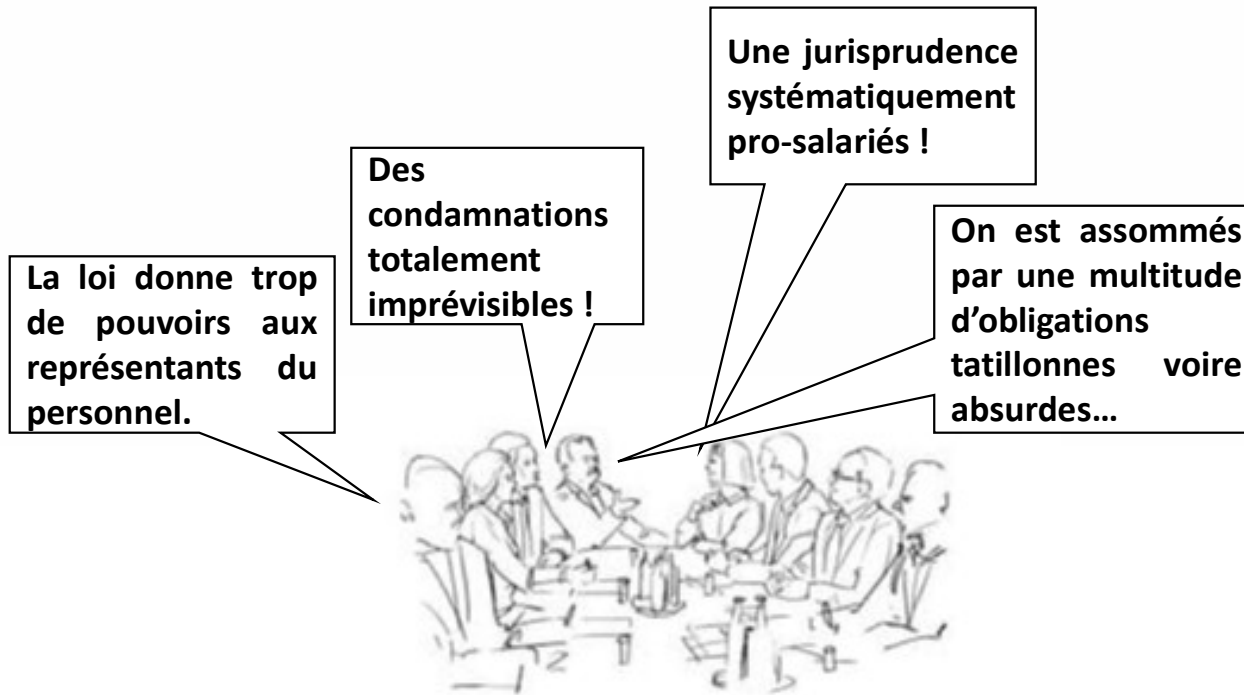 La loi donne trop
de pouvoirs aux
représentants du
personnel.
Des
condamnations
totalement
imprévisibles !
Une jurisprudence
systématiquement
pro-salariés !
On est assommés
par une multitude
d’obligations
tatillonnes voire
absurdes…